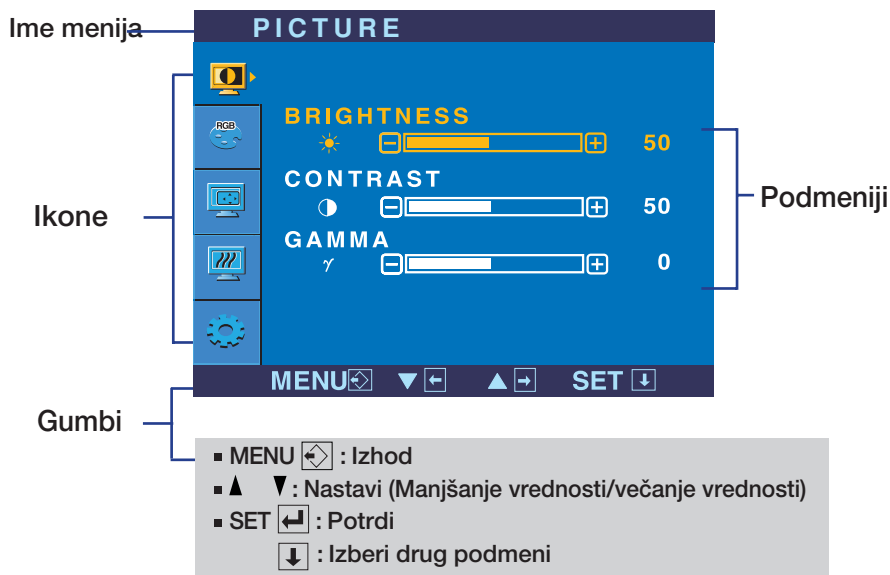 Ime menija
PICTURE
BRIGHTNESS
50
RGB
CONTRAST
50
Podmeniji
Ikone
GAMMA
γ
0
MENU ▼ ← ▲ → SET ↓
Gumbi
▪ MENU : Izhod
▪ ▲ ▼ : Nastavi (Manjšanje vrednosti/večanje vrednosti)
▪ SET ↵ : Potrdi
↓ : Izberi drug podmeni